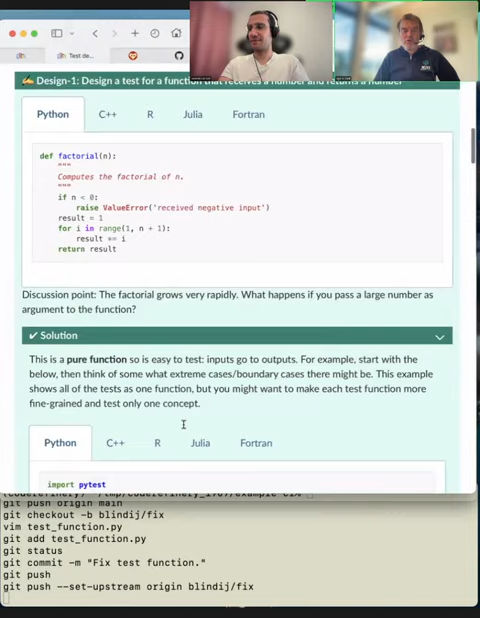 Test de...
Design-1: Design a test for a function that receives a number and returns a number
Python C++ R Julia Fortran
def factorial(n):
"""
Computes the factorial of n.
"""
if n < 0:
raise ValueError('received negative input')
result = 1
for i in range(1, n + 1):
result *= i
return result
Discussion point: The factorial grows very rapidly. What happens if you pass a large number as
argument to the function?
✔ Solution
This is a pure function so is easy to test: inputs go to outputs. For example, start with the
below, then think of some what extreme cases/boundary cases there might be. This example
shows all of the tests as one function, but you might want to make each test function more
fine-grained and test only one concept.
Python C++ R Julia Fortran
import pytest
git push origin main
git checkout -b blindij/fix
vim test_function.py
git add test_function.py
git status
git commit -m "Fix test function."
git push
git push --set-upstream origin blindij/fix